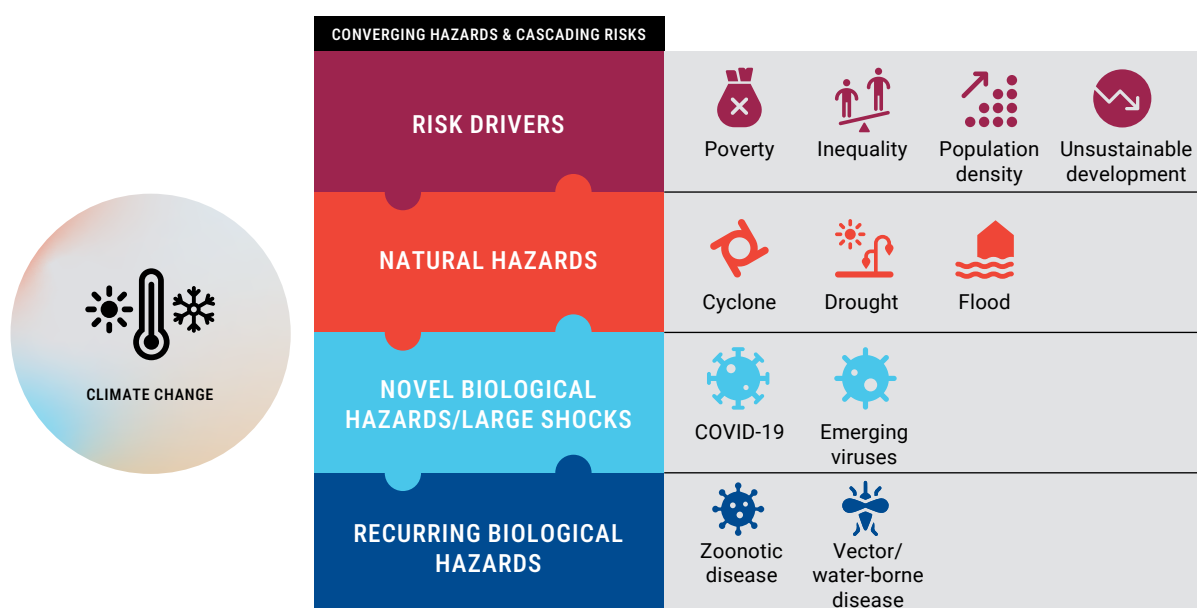 CONVERGING HAZARDS & CASCADING RISKS
RISK DRIVERS
Poverty
Inequality
Population
density
Unsustainable
development
NATURAL HAZARDS
Cyclone
Drought
Flood
CLIMATE CHANGE
NOVEL BIOLOGICAL
HAZARDS/LARGE SHOCKS
COVID-19
Emerging
viruses
RECURRING BIOLOGICAL
HAZARDS
Zoonotic
disease
Vector/
water-borne
disease